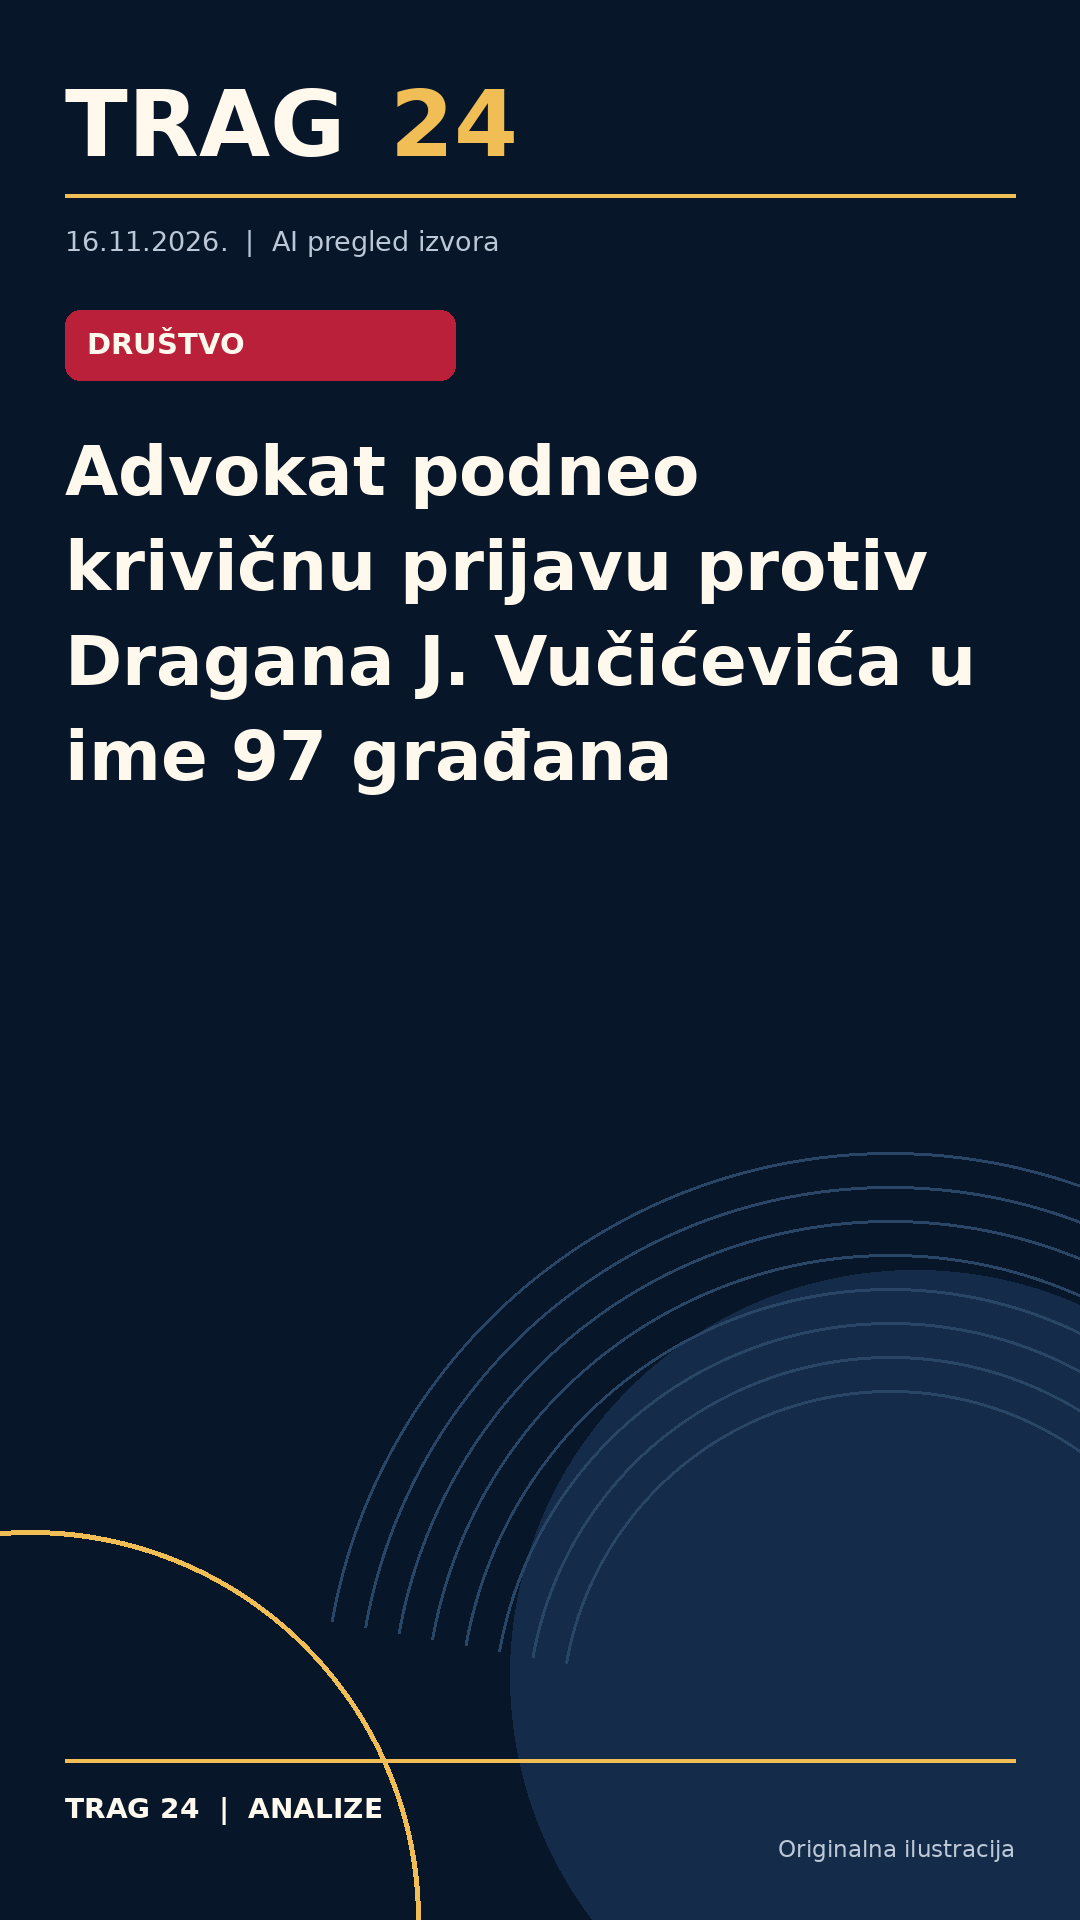 TRAG 24
16.11.2026. | AI pregled izvora
DRUŠTVO
Advokat podneo
krivičnu prijavu protiv
Dragana J. Vučićevića u
ime 97 građana
TRAG 24 | ANALIZE
Originalna ilustracija